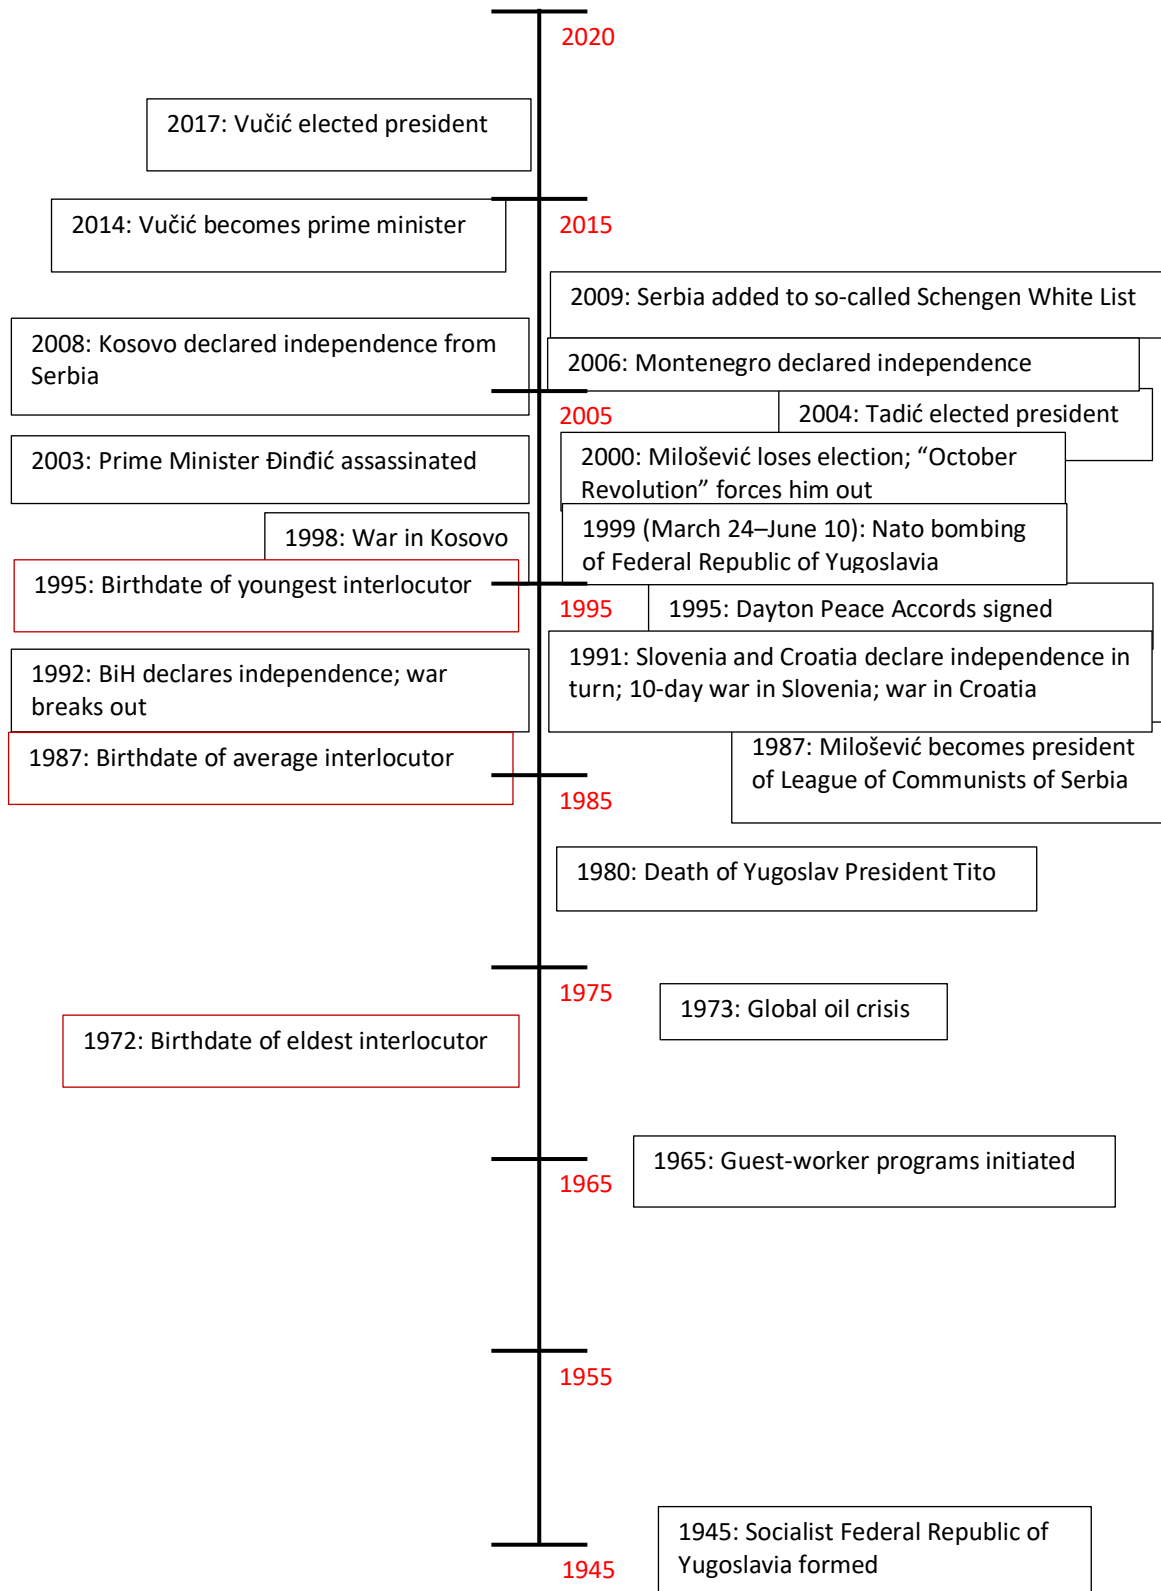 2020
2017: Vučić elected president
2014: Vučić becomes prime minister
2015
2009: Serbia added to so-called Schengen White List
2008: Kosovo declared independence from
Serbia
2006: Montenegro declared independence
2005
2004: Tadić elected president
2003: Prime Minister Đinđić assassinated
2000: Milošević loses election; “October
Revolution” forces him out
1998: War in Kosovo
1999 (March 24–June 10): Nato bombing
of Federal Republic of Yugoslavia
1995: Birthdate of youngest interlocutor
1995
1995: Dayton Peace Accords signed
1992: BiH declares independence; war
breaks out
1991: Slovenia and Croatia declare independence in
turn; 10-day war in Slovenia; war in Croatia
1987: Birthdate of average interlocutor
1987: Milošević becomes president
of League of Communists of Serbia
1985
1980: Death of Yugoslav President Tito
1975
1973: Global oil crisis
1972: Birthdate of eldest interlocutor
1965: Guest-worker programs initiated
1965
1955
1945: Socialist Federal Republic of
Yugoslavia formed
1945